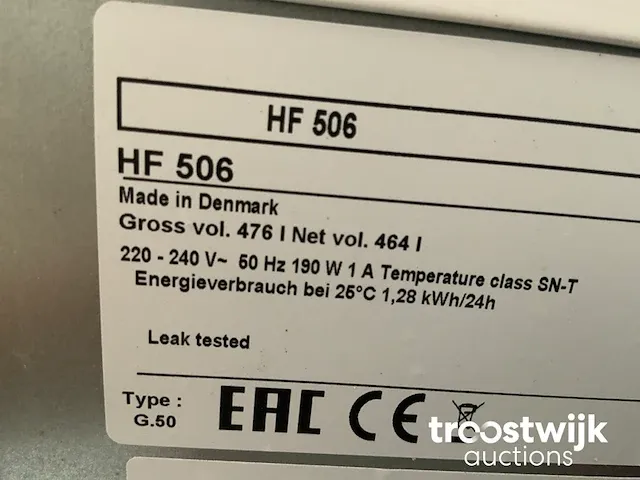 HF 506
HF 506
Made in Denmark
Gross vol. 476 l Net vol. 464 l
220 - 240 V~ 50 Hz 190 W 1 A Temperature class SN-T
Energieverbrauch bei 25°C 1,28 kWh/24h
Leak tested
Type :
G.50
EAC CE
troostwijk
auctions